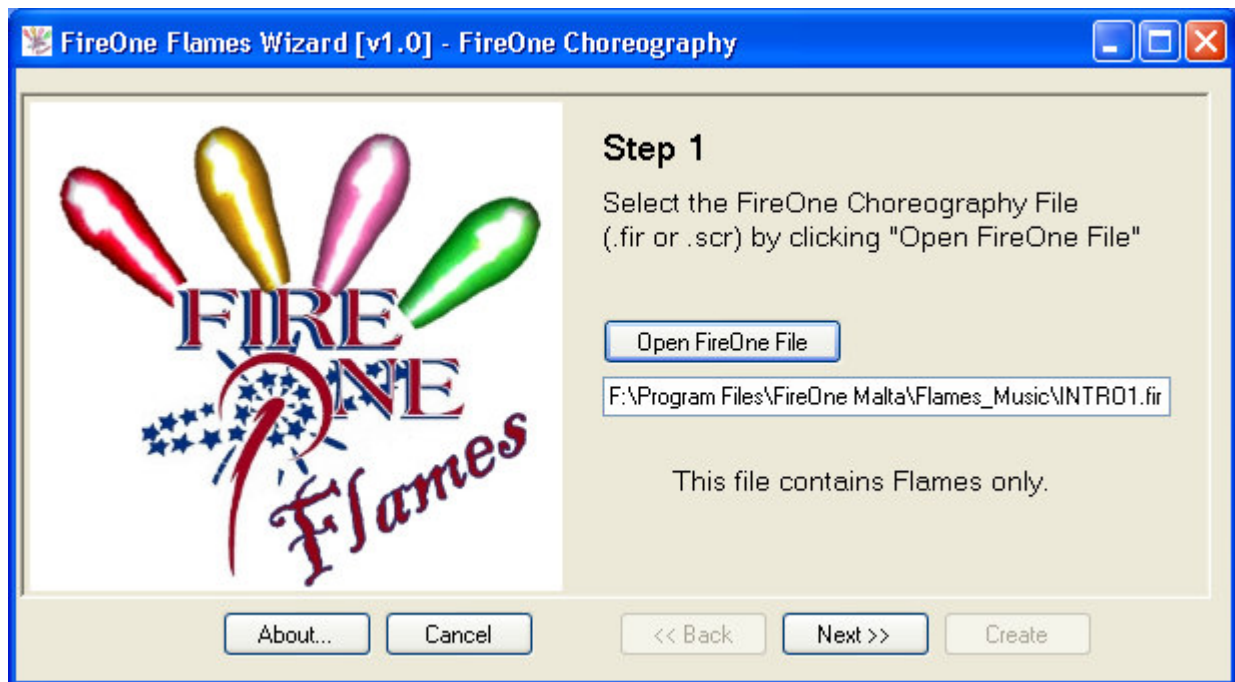 FireOne Flames Wizard [v1.0] - FireOne Choreography
FIRE
ONE
Flames
Step 1
Select the FireOne Choreography File
(.fir or .scr) by clicking "Open FireOne File"
Open FireOne File
F:\Program Files\FireOne Malta\Flames_Music\INTRO1.fir
This file contains Flames only.
About...
Cancel
<< Back
Next >>
Create